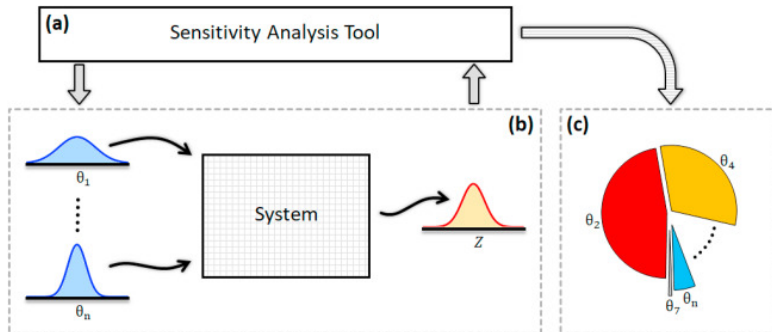 (a)
Sensitivity Analysis Tool
(b)
θ1
System
Z
θn
(c)
θ4
θ2
θ7
θn